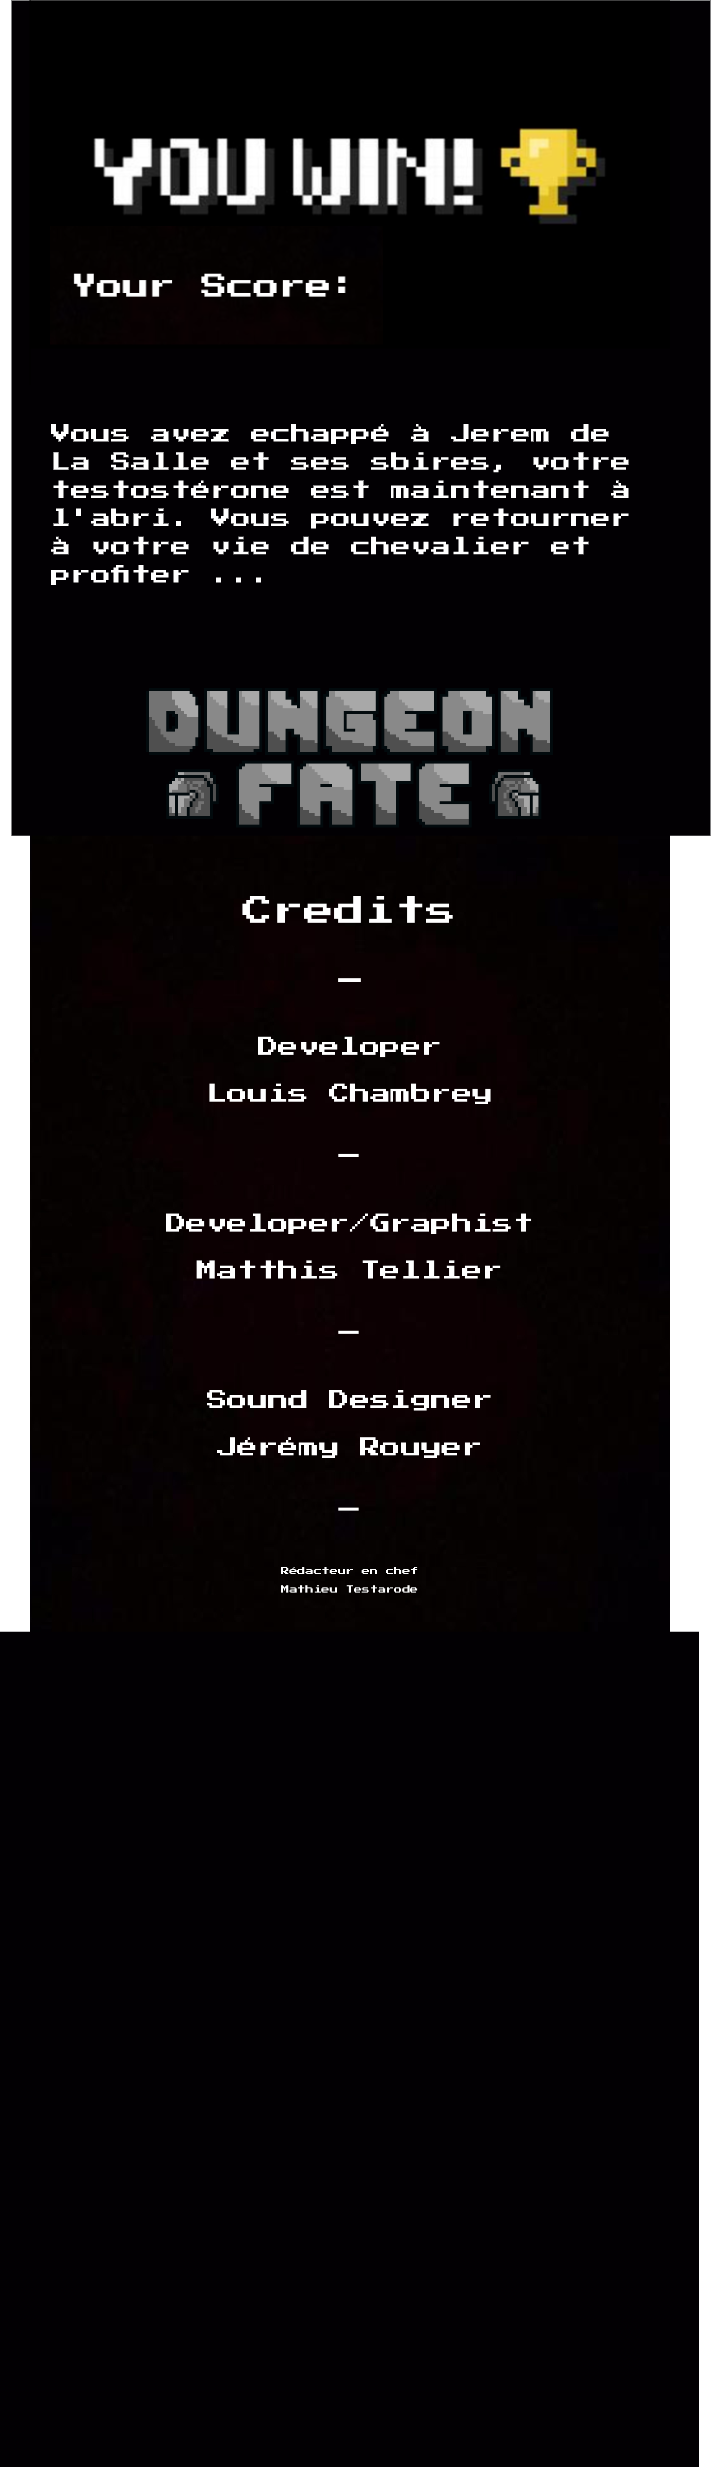 YOU WIN!
Your Score:
Vous avez echappé à Jerem de
La Salle et ses sbires, votre
testostérone est maintenant à
l'abri. Vous pouvez retourner
à votre vie de chevalier et
profiter ...
DUNGEON
FATE
Credits
—
Developer
Louis Chambrey
—
Developer/Graphist
Matthis Tellier
—
Sound Designer
Jérémy Rouyer
—
Rédacteur en chef
Mathieu Testarode